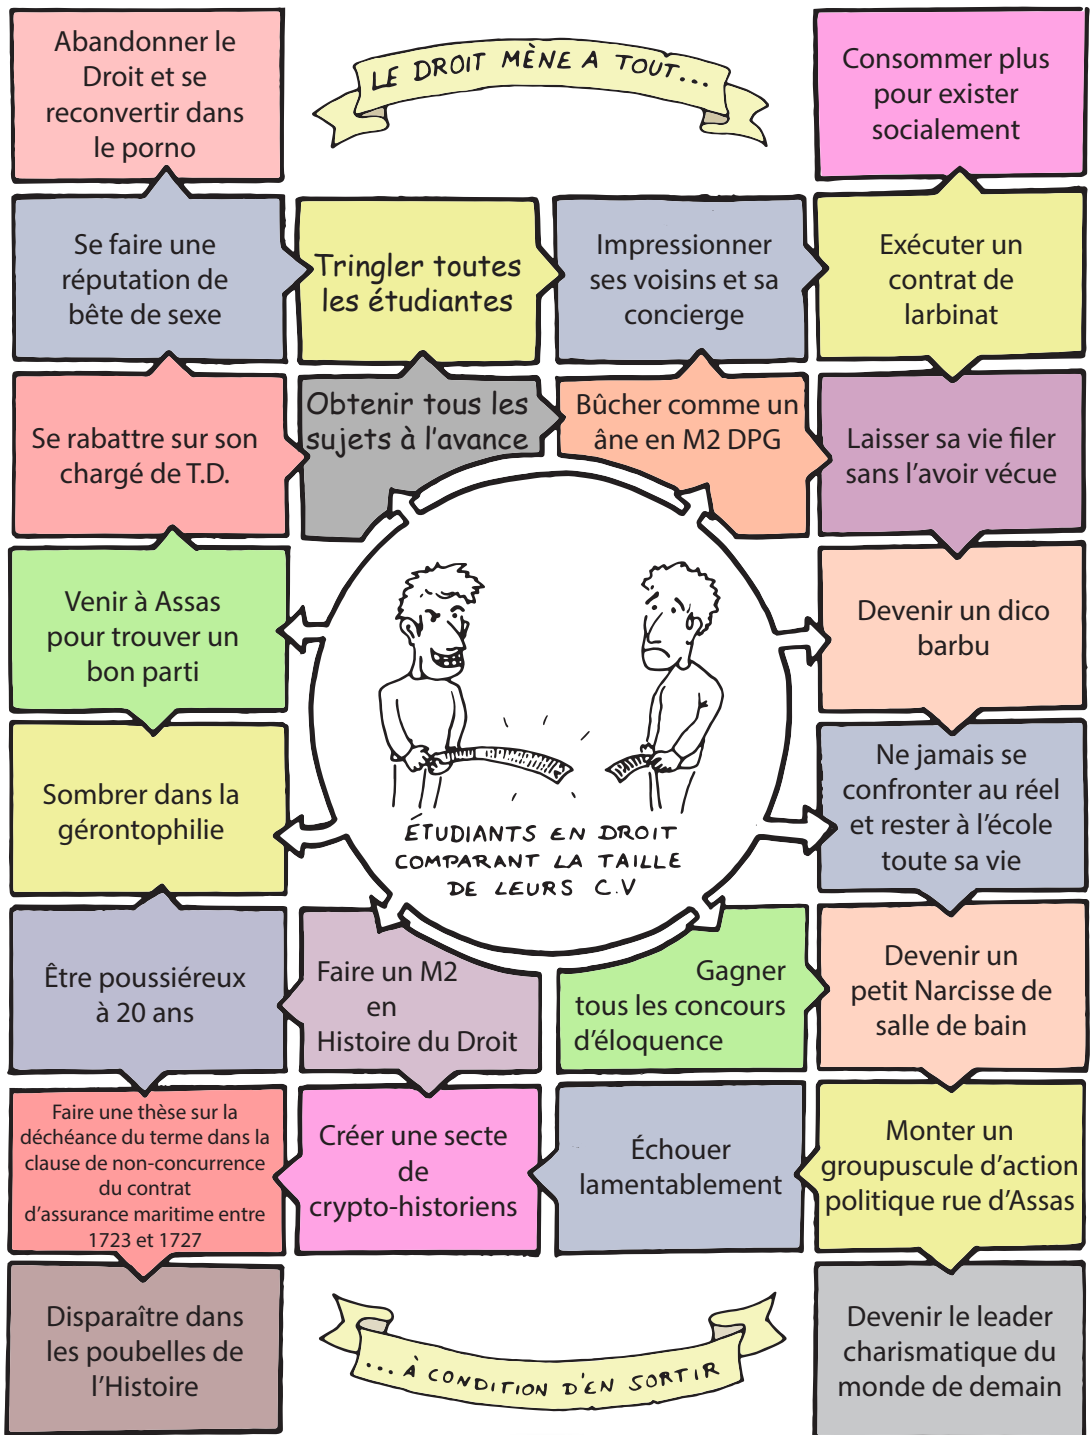 Abandonner le
Droit et se
reconvertir dans
le porno
LE DROIT MÈNE A TOUT...
Consommer plus
pour exister
socialement
Se faire une
réputation de
bête de sexe
Tringler toutes
les étudiantes
Impressionner
ses voisins et sa
concierge
Exécuter un
contrat de
larbinat
Se rabattre sur son
chargé de T.D.
Obtenir tous les
sujets à l'avance
Bûcher comme un
âne en M2 DPG
Laisser sa vie filer
sans l'avoir vécue
Venir à Assas
pour trouver un
bon parti
Devenir un dico
barbu
Sombrer dans la
gérontophilie
ÉTUDIANTS EN DROIT
COMPARANT LA TAILLE
DE LEURS C.V
Ne jamais se
confronter au réel
et rester à l'école
toute sa vie
Être poussiéreux
à 20 ans
Faire un M2
en
Histoire du Droit
Gagner
tous les concours
d'éloquence
Devenir un
petit Narcisse de
salle de bain
Faire une thèse sur la
déchéance du terme dans la
clause de non-concurrence
du contrat
d'assurance maritime entre
1723 et 1727
Créer une secte
de
crypto-historiens
Échouer
lamentablement
Monter un
groupuscule d'action
politique rue d'Assas
Disparaître dans
les poubelles de
l'Histoire
... À CONDITION D'EN SORTIR
Devenir le leader
charismatique du
monde de demain